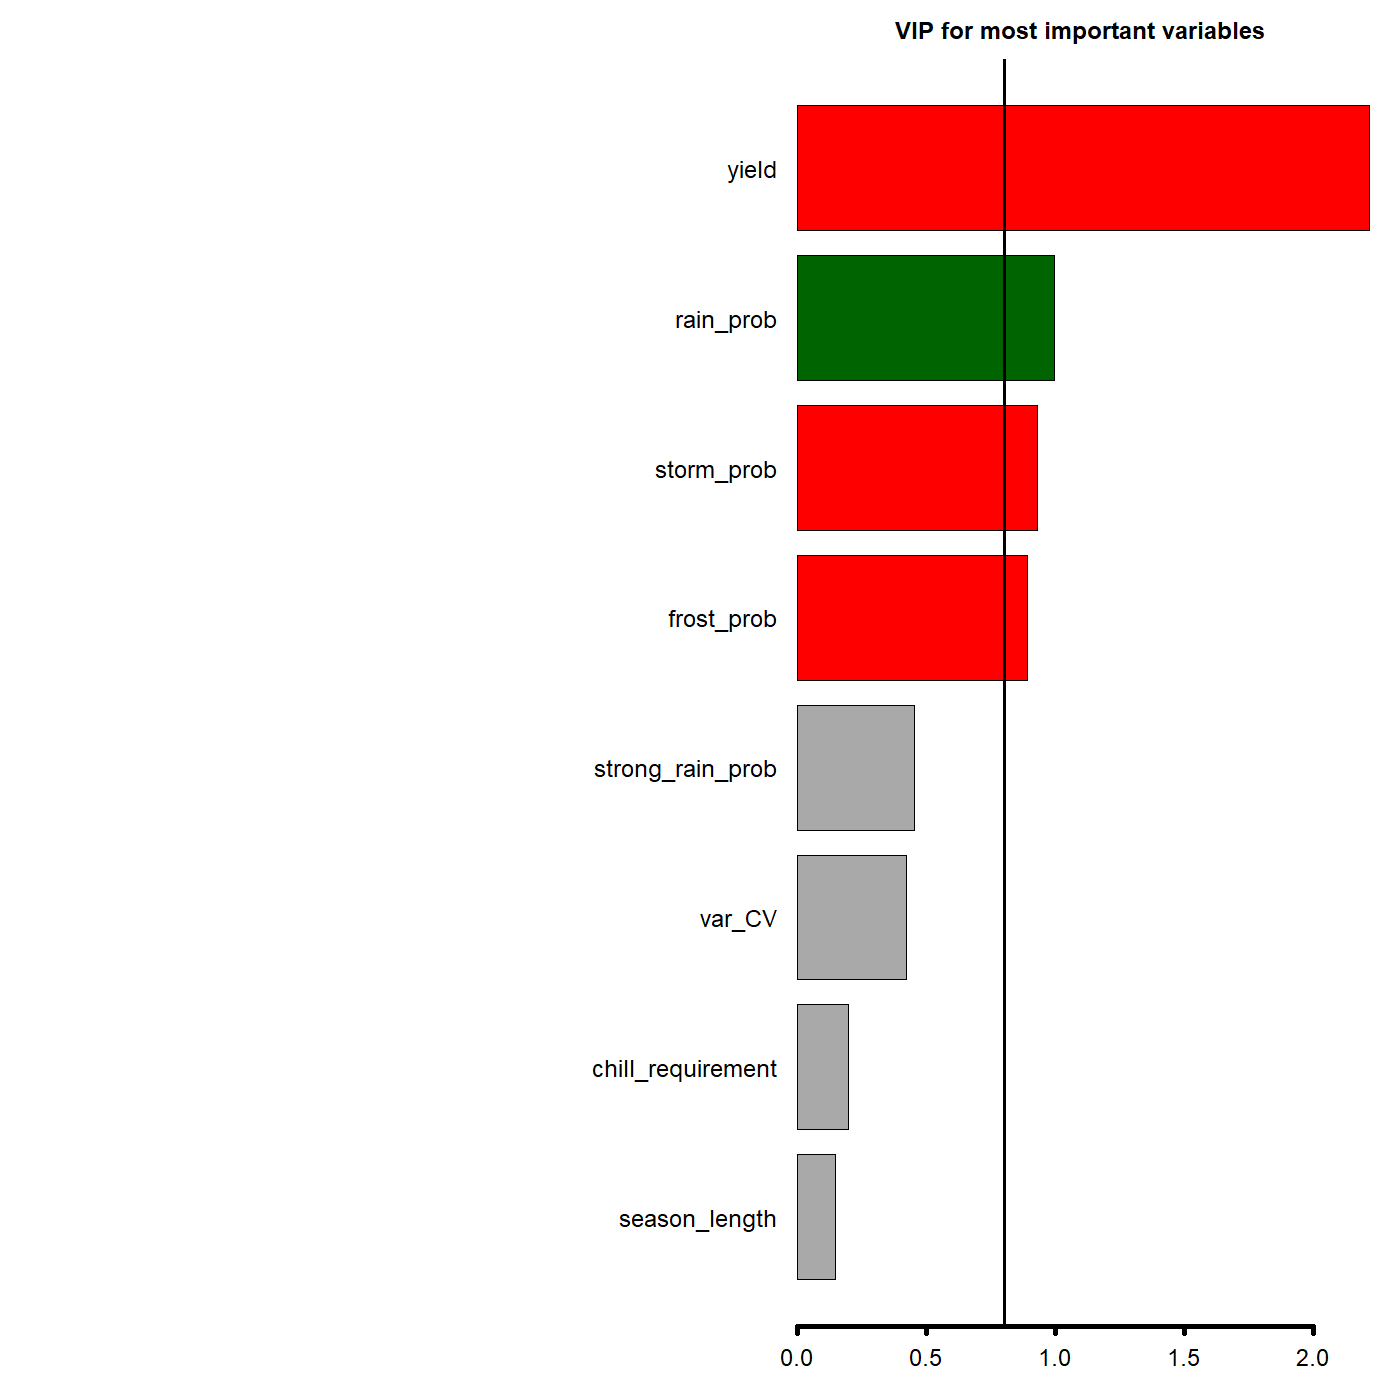 VIP for most important variables
yield
rain_prob
storm_prob
frost_prob
strong_rain_prob
var_CV
chill_requirement
season_length
0.0 0.5 1.0 1.5 2.0